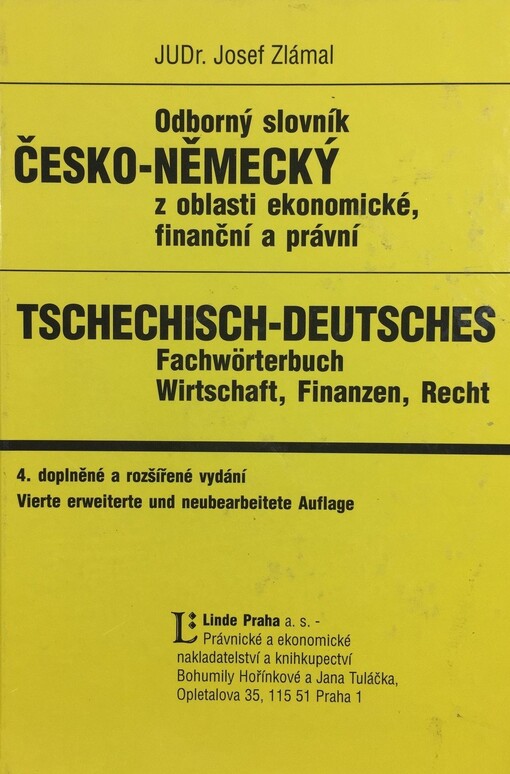 JUDr. Josef Zlámal
Odborný slovník
ČESKO-NĚMECKÝ
z oblasti ekonomické,
finanční a právní
TSCHECHISCH-DEUTSCHES
Fachwörterbuch
Wirtschaft, Finanzen, Recht
4. doplněné a rozšířené vydání
Vierte erweiterte und neubearbeitete Auflage
L Linde Praha a. s. -
Právnické a ekonomické
nakladatelství a knihkupectví
Bohumily Hořínkové a Jana Tuláčka,
Opletalova 35, 115 51 Praha 1